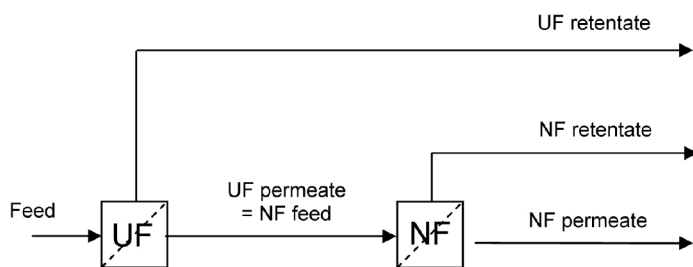 UF retentate
NF retentate
Feed
UF permeate
= NF feed
NF permeate
UF
NF